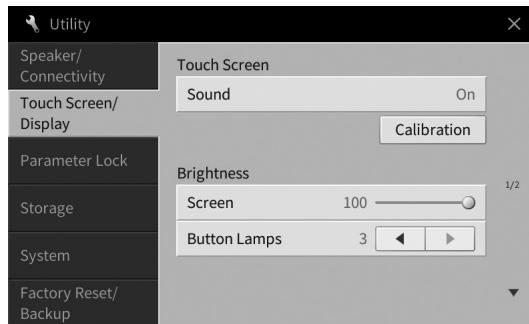 Utility
Speaker/
Connectivity
Touch Screen/
Display
Parameter Lock
Storage
System
Factory Reset/
Backup
Touch Screen
Sound On
Calibration
Brightness
Screen 100
Button Lamps 3
1/2